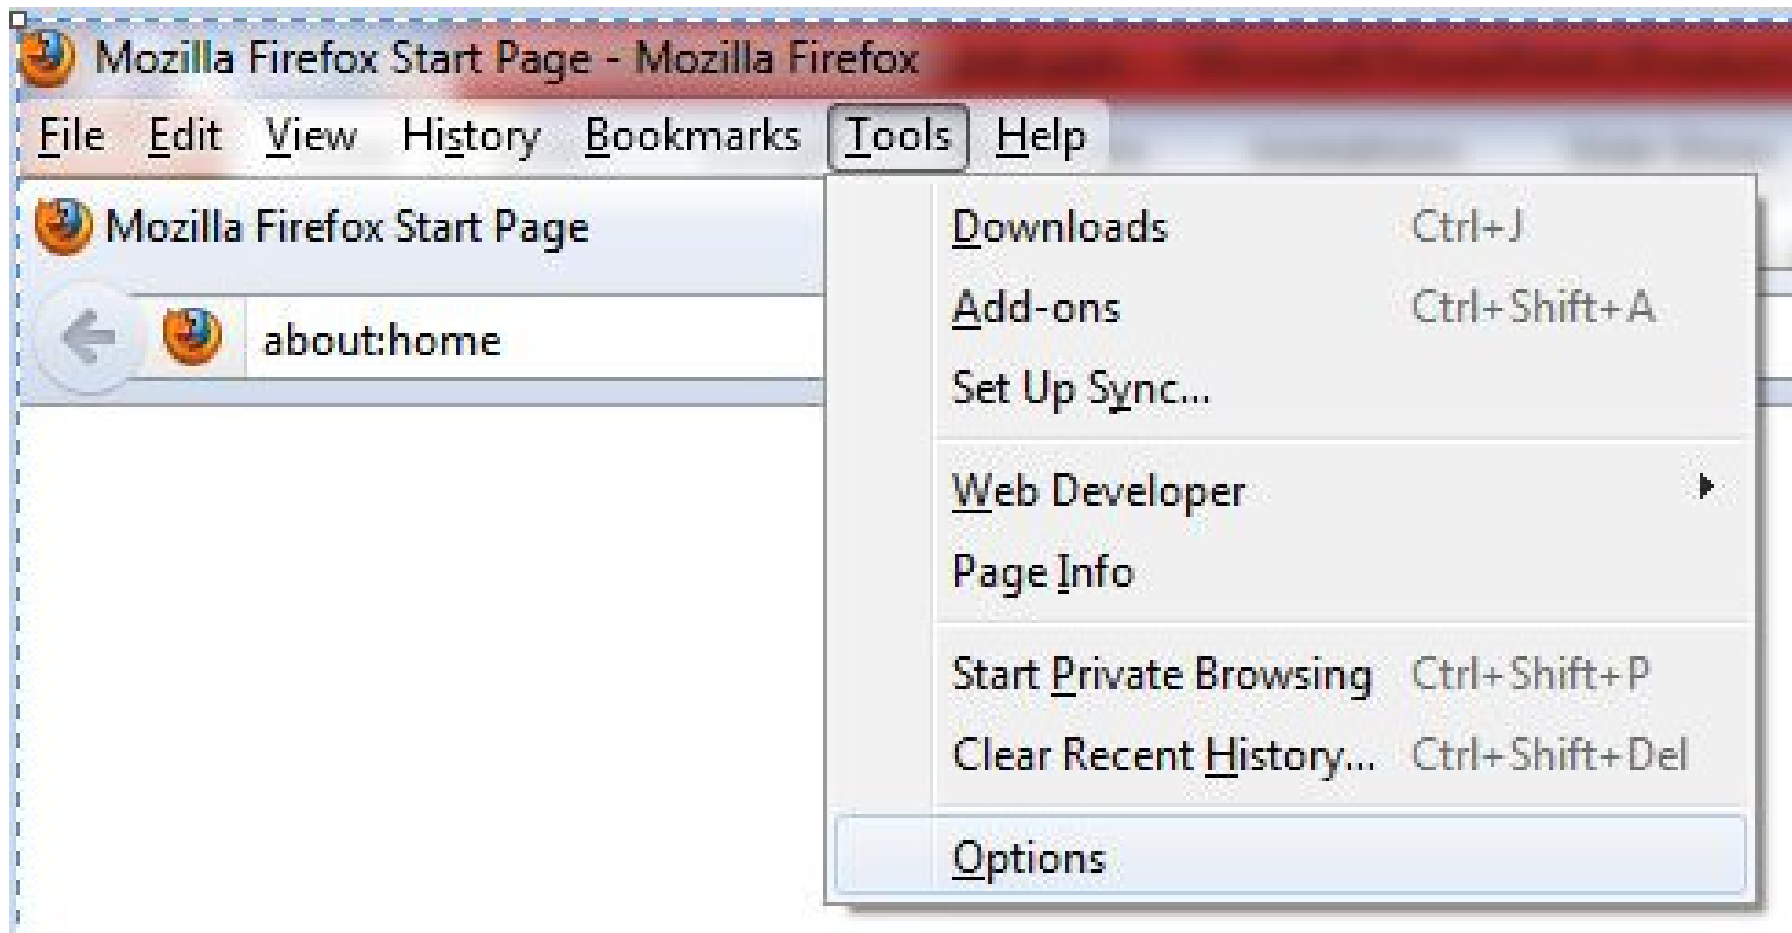 Mozilla Firefox Start Page - Mozilla Firefox
File Edit View History Bookmarks Tools Help
Mozilla Firefox Start Page
about:home
Downloads Ctrl+J
Add-ons Ctrl+Shift+A
Set Up Sync...
Web Developer
Page Info
Start Private Browsing Ctrl+Shift+P
Clear Recent History... Ctrl+Shift+Del
Options